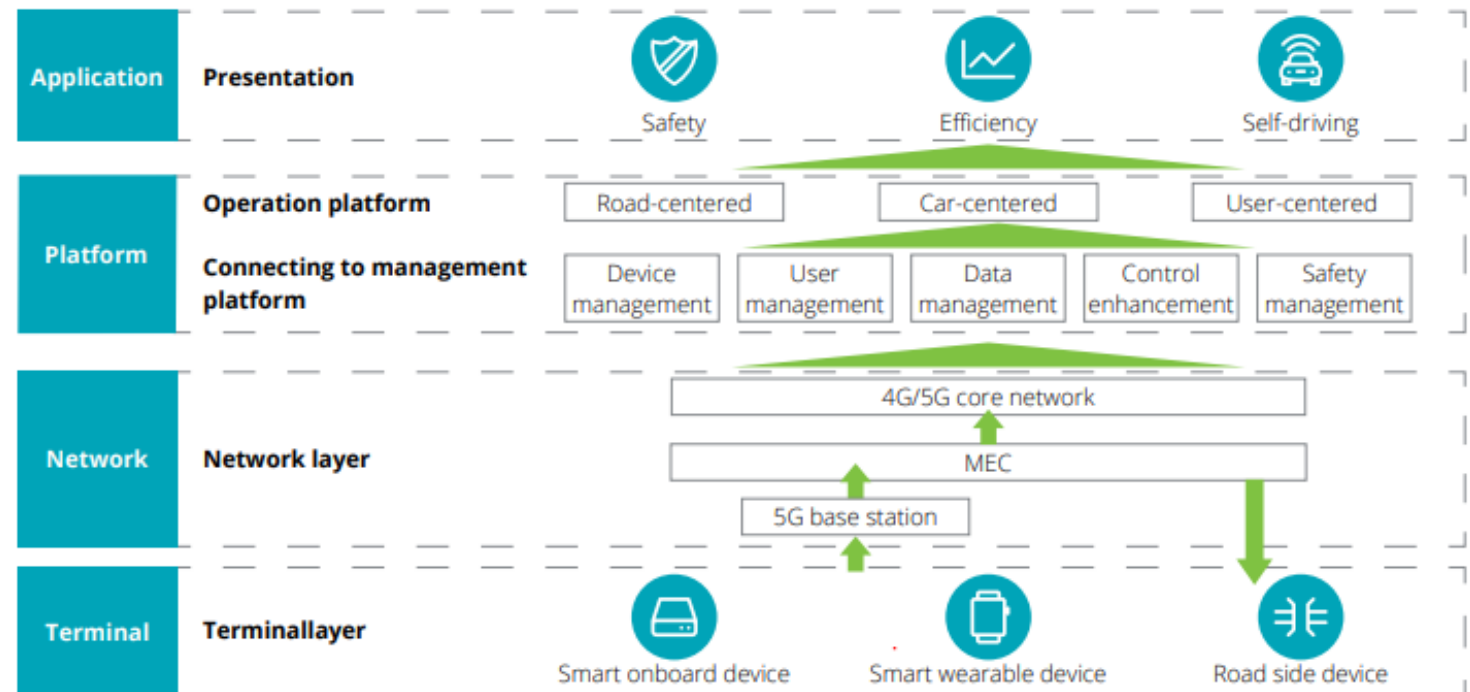 Application
Presentation
Safety
Efficiency
Self-driving
Platform
Operation platform
Road-centered
Car-centered
User-centered
Connecting to management
platform
Device
management
User
management
Data
management
Control
enhancement
Safety
management
Network
Network layer
4G/5G core network
MEC
5G base station
Terminal
Terminallayer
Smart onboard device
Smart wearable device
Road side device